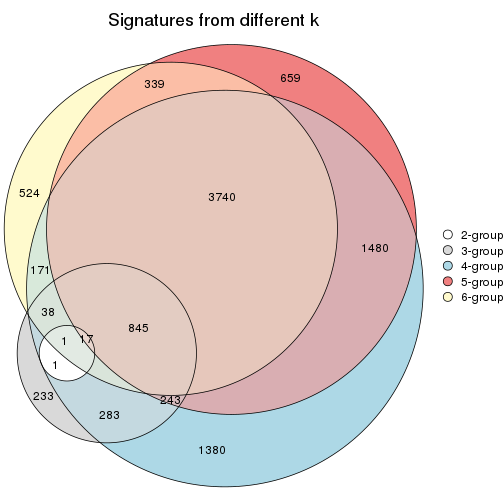 Signatures from different k
339
659
3740
524
1480
171
38
1
17
845
1
233
283
243
1380
2-group
3-group
4-group
5-group
6-group